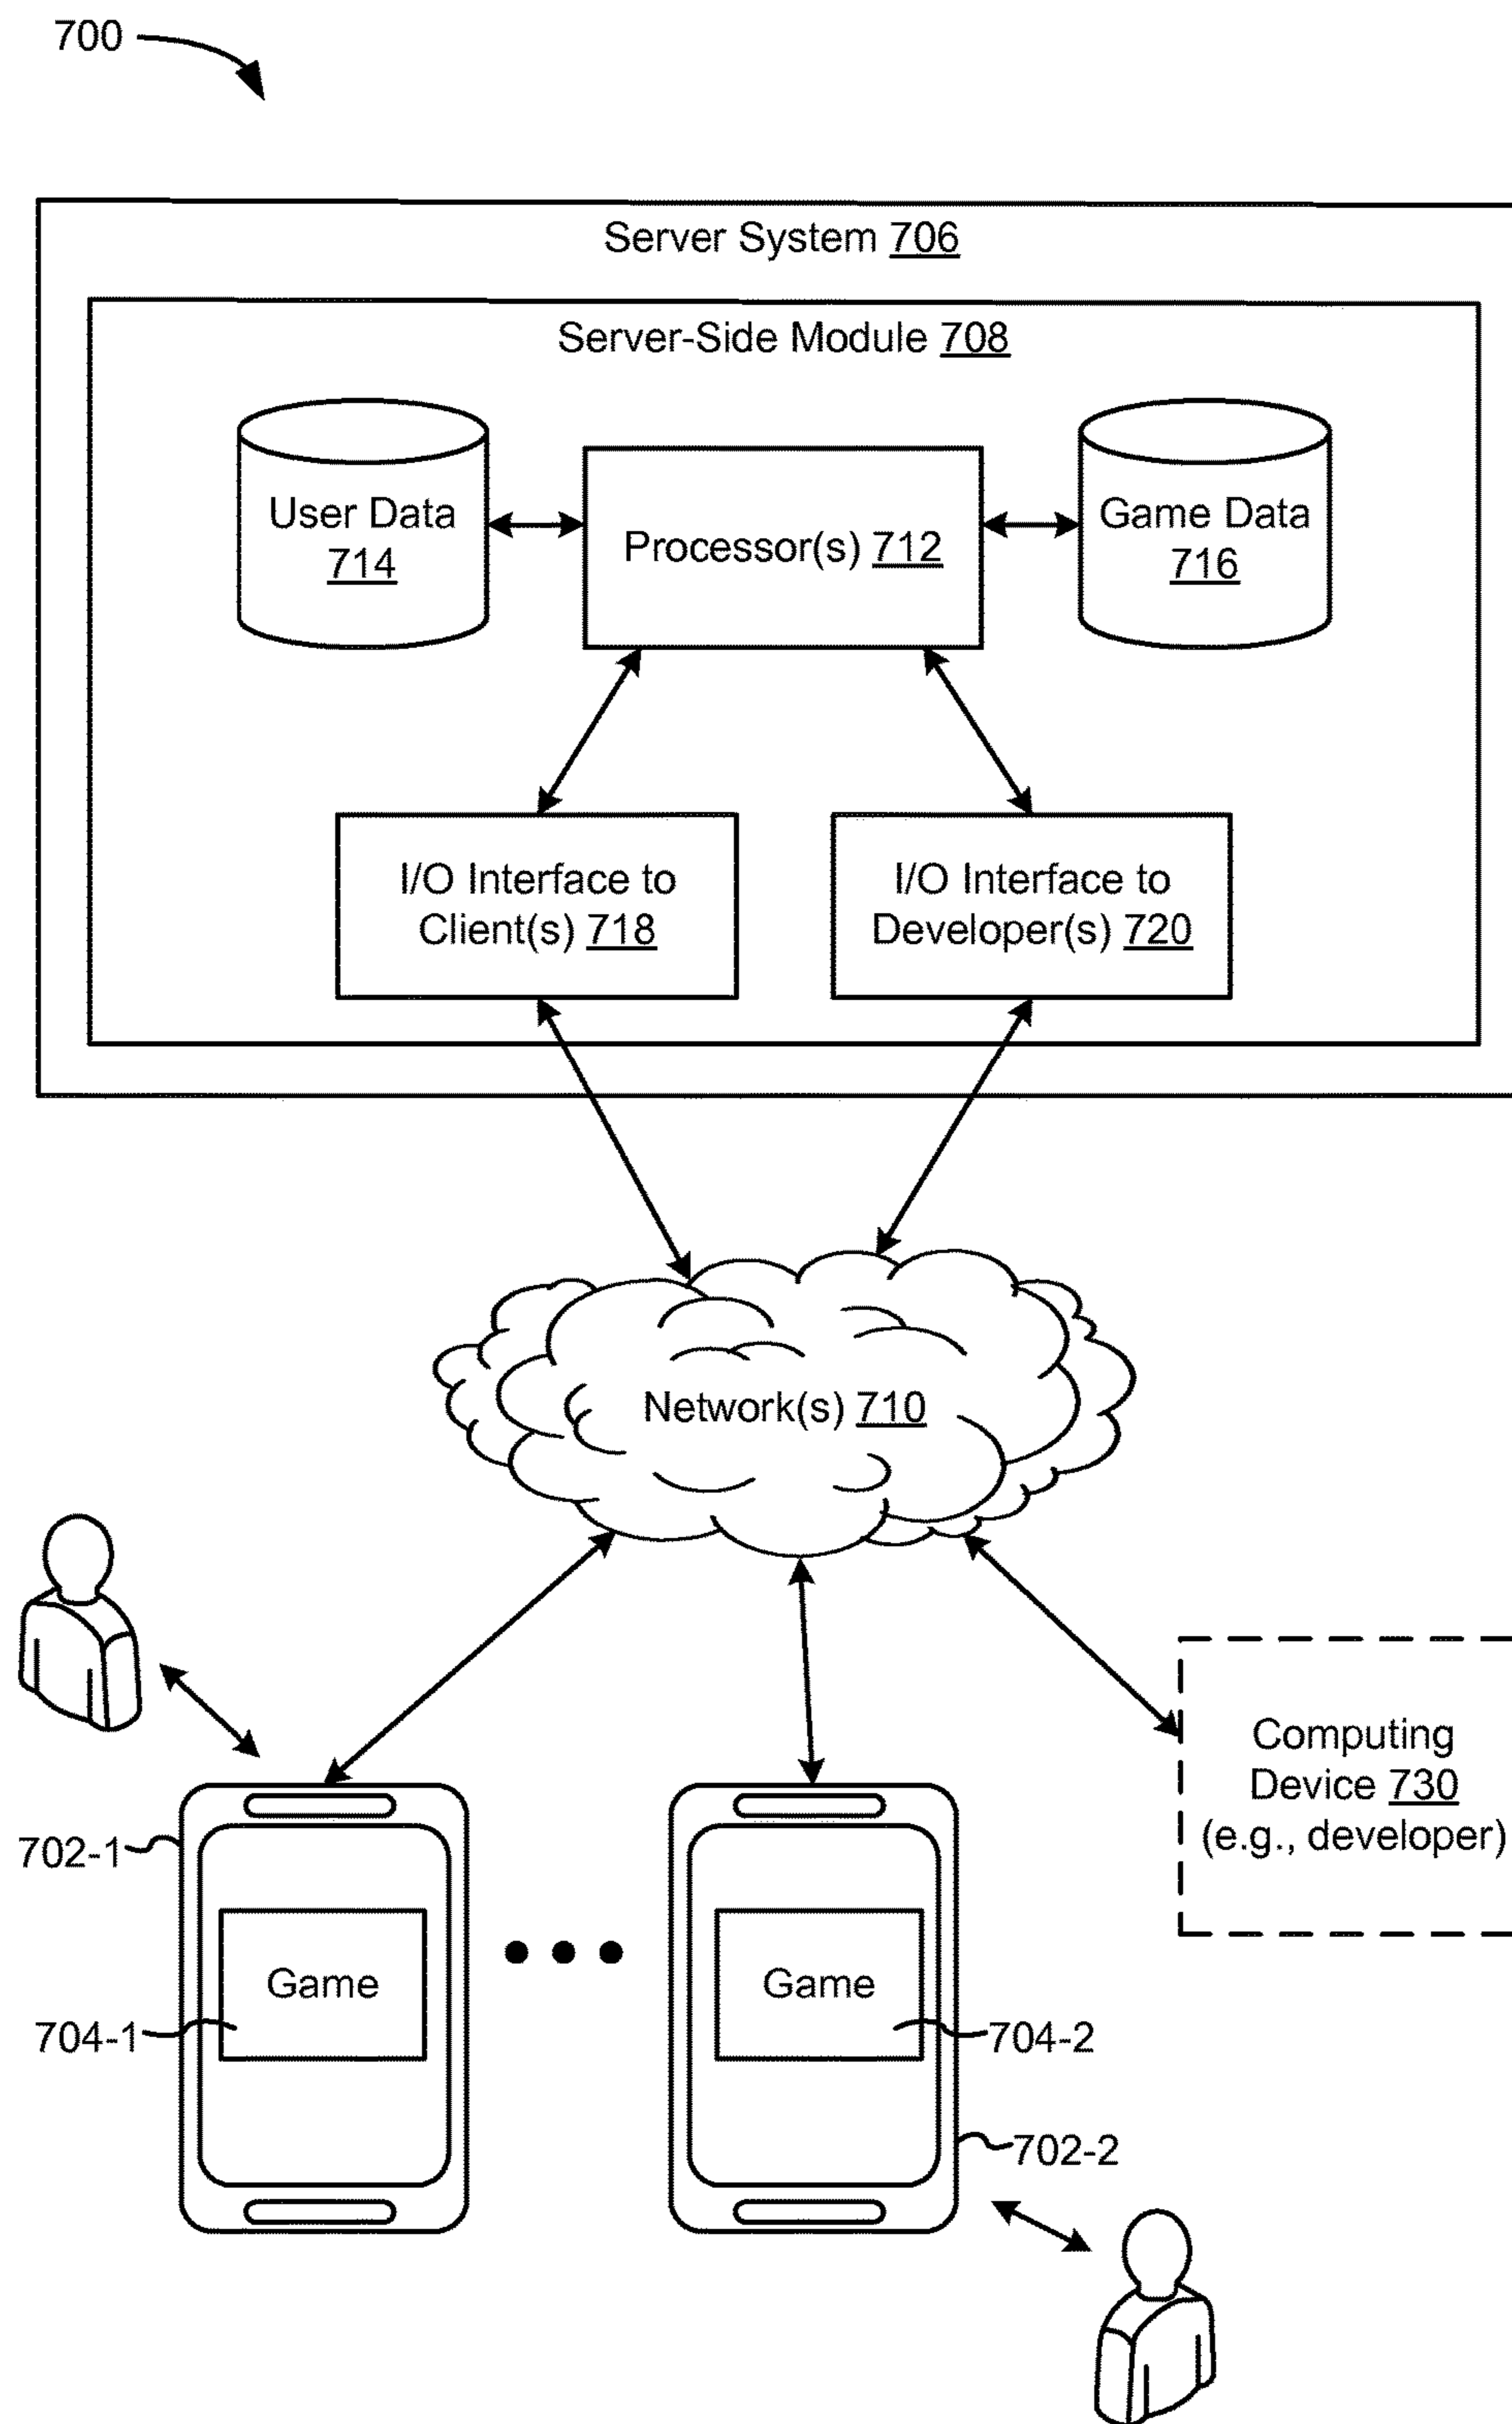 700
Server System 706
Server-Side Module 708
User Data
714
Processor(s) 712
Game Data
716
I/O Interface to
Client(s) 718
I/O Interface to
Developer(s) 720
Network(s) 710
Computing
Device 730
(e.g., developer)
702-1
Game
704-1
Game
704-2
702-2